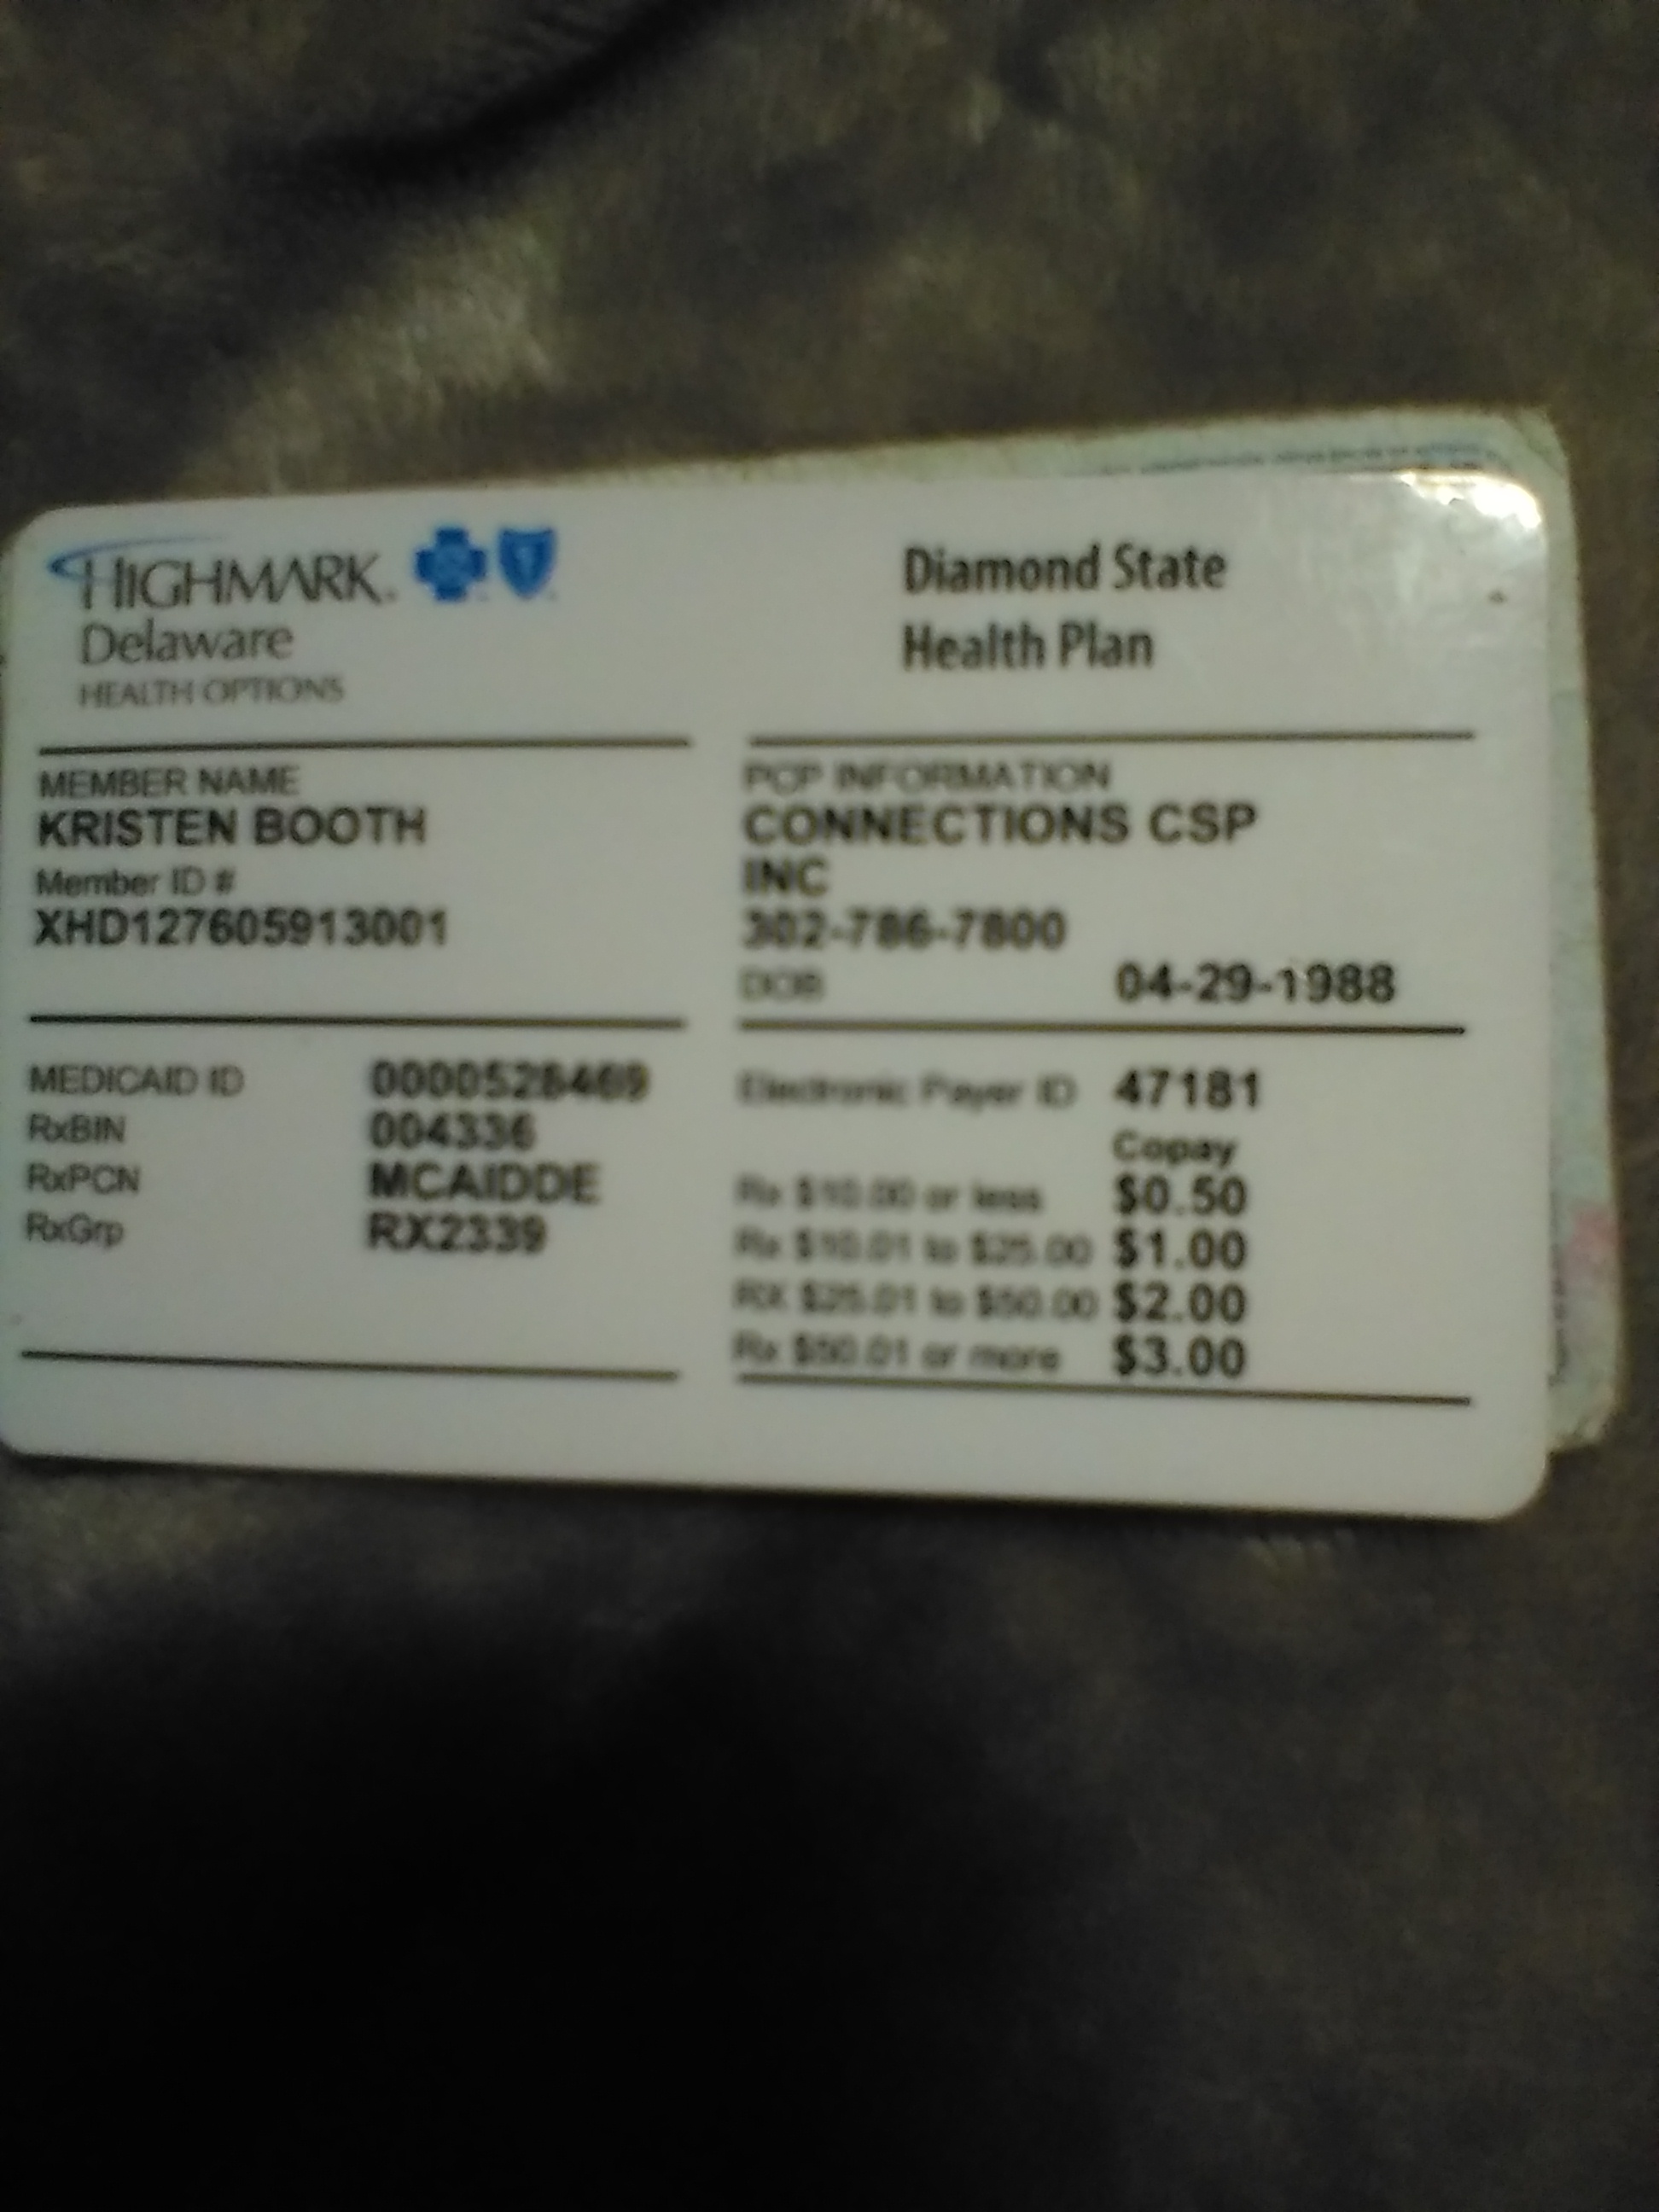 HIGHMARK.
Delaware
HEALTH OPTIONS
Diamond State
Health Plan
MEMBER NAME
KRISTEN BOOTH
Member ID #
XHD127605913001
PCP INFORMATION
CONNECTIONS CSP
INC
302-786-7800
DOB 04-29-1988
MEDICAID ID 0000528469
RxBIN 004336
RxPCN MCAIDDE
RxGrp RX2339
Electronic Payer ID 47181
Copay
Rx $10.00 or less $0.50
Rx $10.01 to $25.00 $1.00
RX $25.01 to $50.00 $2.00
Rx $50.01 or more $3.00